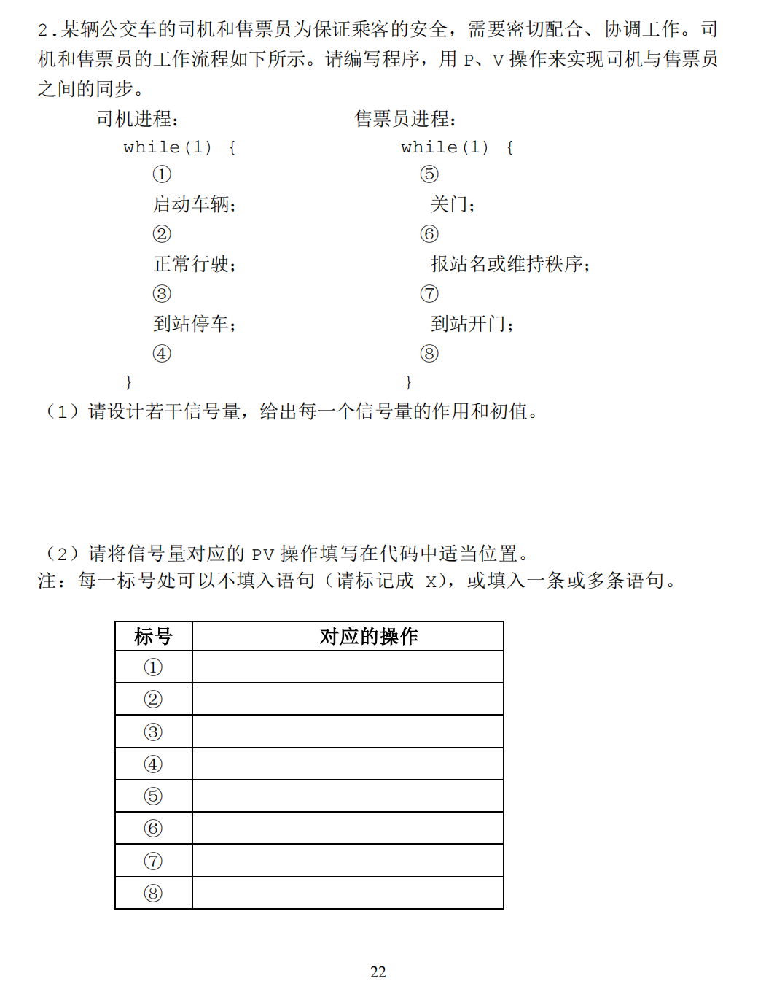 2.某辆公交车的司机和售票员为保证乘客的安全，需要密切配合、协调工作。司
机和售票员的工作流程如下所示。请编写程序，用 P、V 操作来实现司机与售票员
之间的同步。
司机进程： 售票员进程：
while(1) { while(1) {
① ⑤
启动车辆； 关门；
② ⑥
正常行驶； 报站名或维持秩序；
③ ⑦
到站停车； 到站开门；
④ ⑧
} }
（1）请设计若干信号量，给出每一个信号量的作用和初值。
（2）请将信号量对应的 PV 操作填写在代码中适当位置。
注：每一标号处可以不填入语句（请标记成 X），或填入一条或多条语句。
标号 对应的操作
①
②
③
④
⑤
⑥
⑦
⑧
22